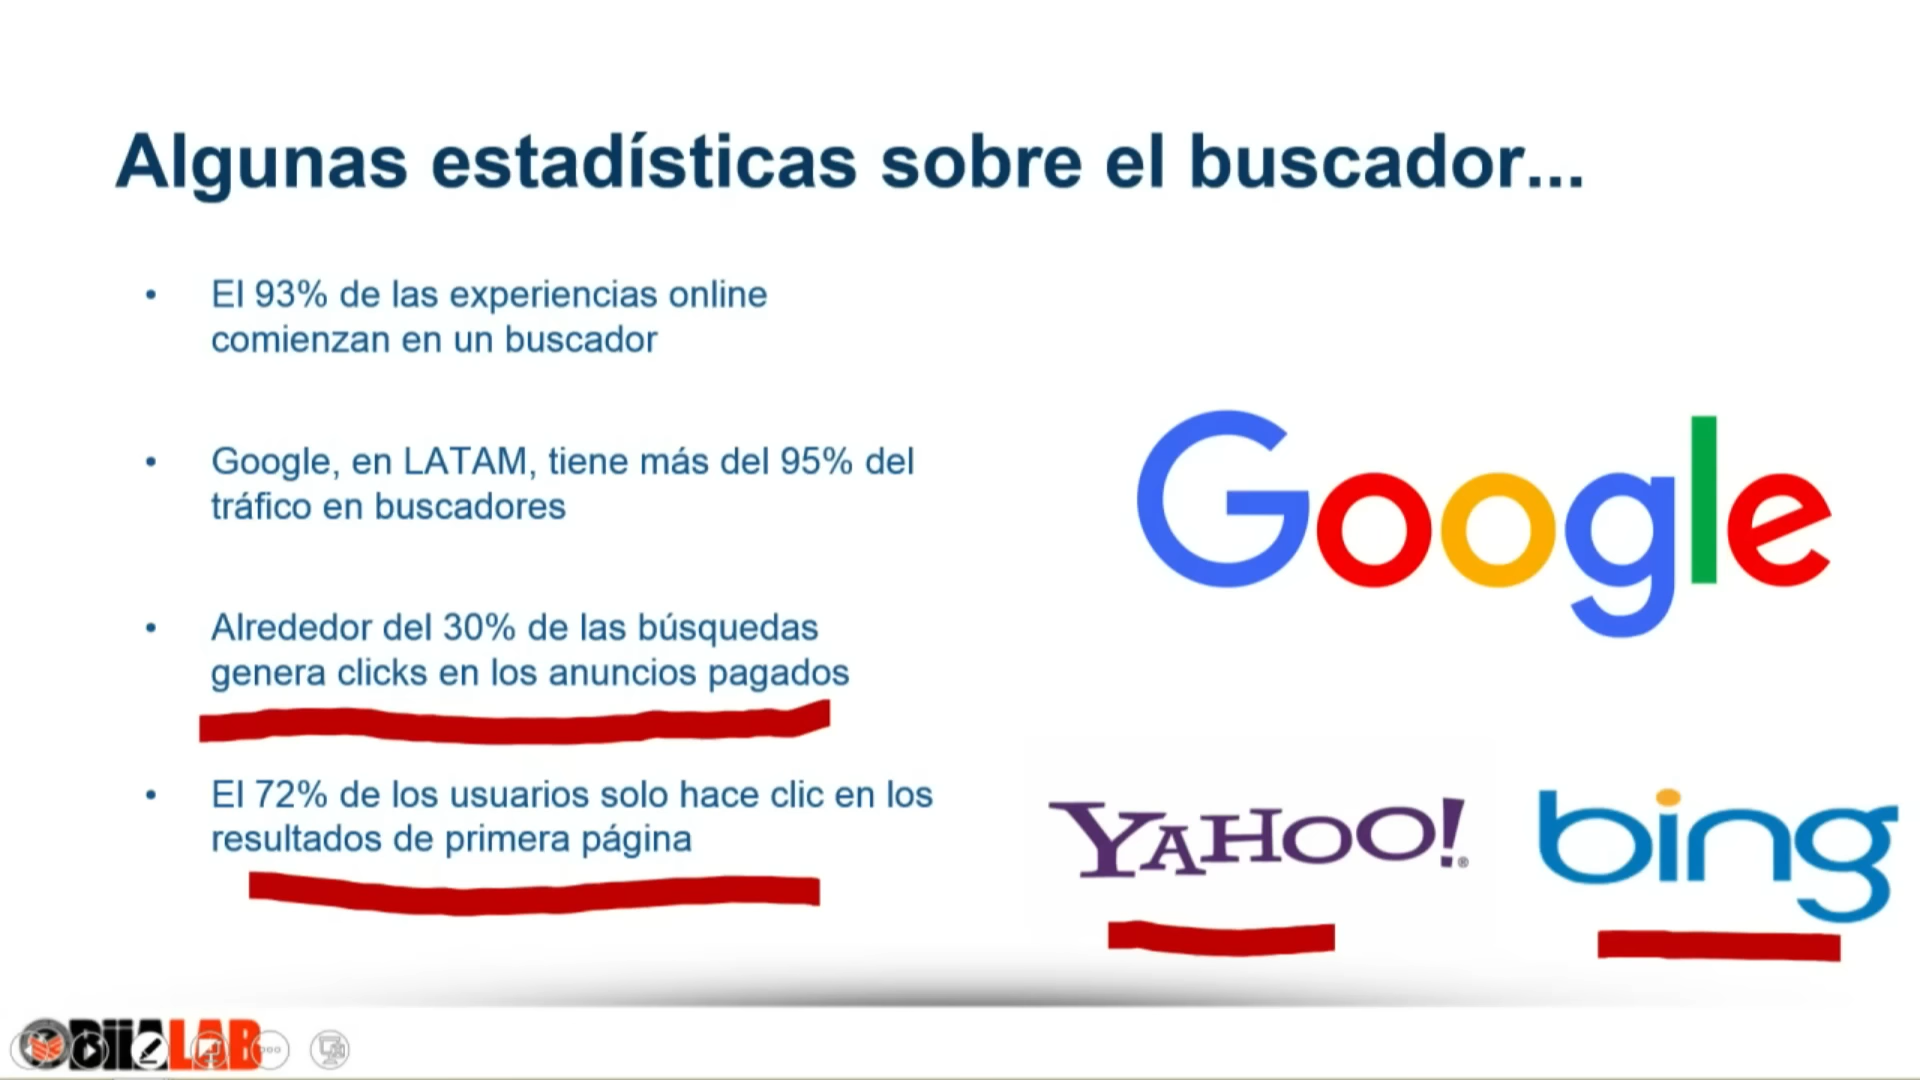 Algunas estadísticas sobre el buscador...
• El 93% de las experiencias online
comienzan en un buscador
• Google, en LATAM, tiene más del 95% del
tráfico en buscadores
• Alrededor del 30% de las búsquedas
genera clicks en los anuncios pagados
• El 72% de los usuarios solo hace clic en los
resultados de primera página
Google
YAHOO!®
bing
BiiALAB